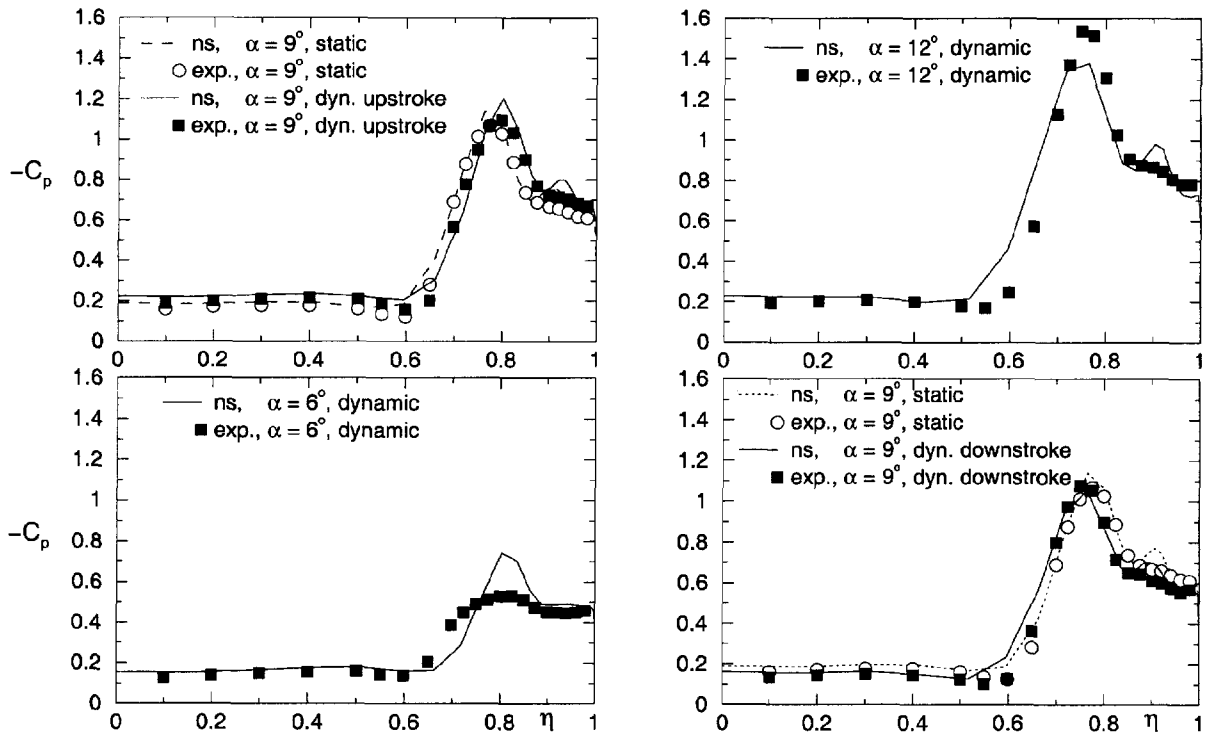 1.6
1.4
1.2
1
0.8
0.6
0.4
0.2
0
−Cp
ns, α = 9°, static
exp., α = 9°, static
ns, α = 9°, dyn. upstroke
exp., α = 9°, dyn. upstroke
0 0.2 0.4 0.6 0.8 1
1.6
1.4
1.2
1
0.8
0.6
0.4
0.2
0
ns, α = 12°, dynamic
exp., α = 12°, dynamic
0 0.2 0.4 0.6 0.8 1
1.6
1.4
1.2
1
0.8
0.6
0.4
0.2
0
−Cp
ns, α = 6°, dynamic
exp., α = 6°, dynamic
0 0.2 0.4 0.6 0.8 η 1
1.6
1.4
1.2
1
0.8
0.6
0.4
0.2
0
ns, α = 9°, static
exp., α = 9°, static
ns, α = 9°, dyn. downstroke
exp., α = 9°, dyn. downstroke
0 0.2 0.4 0.6 0.8 η 1